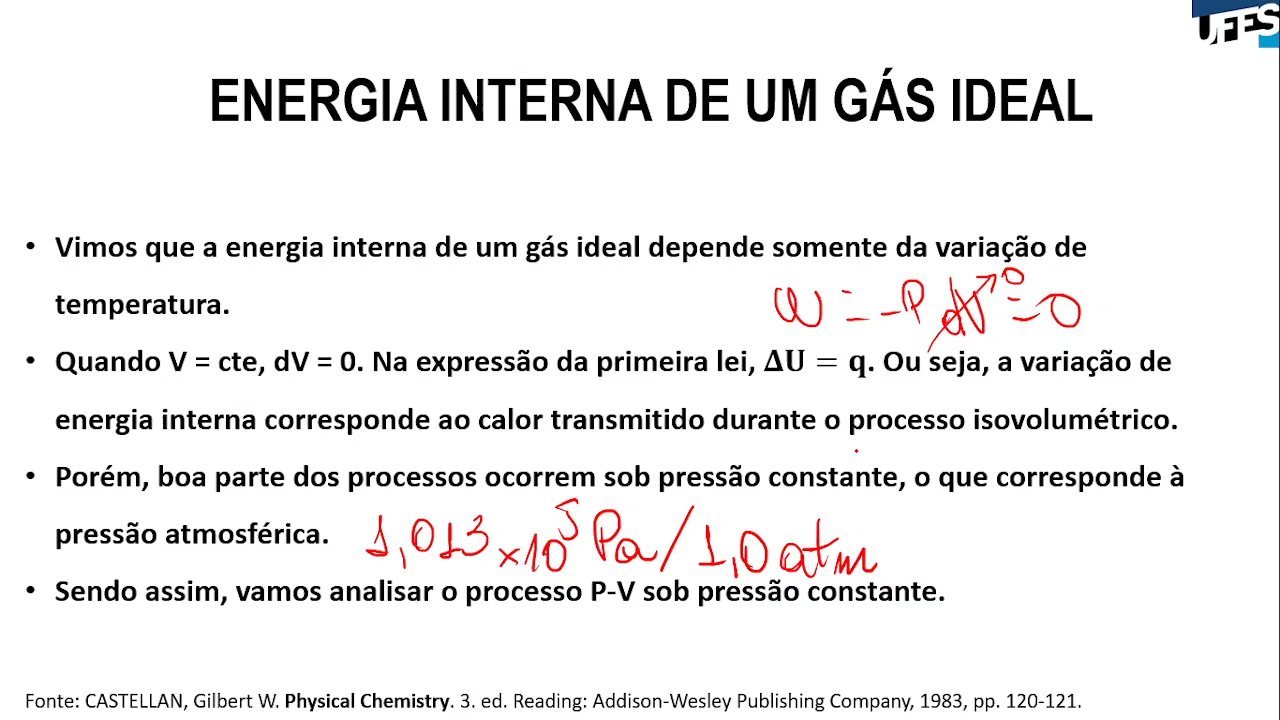 UFES
ENERGIA INTERNA DE UM GÁS IDEAL
• Vimos que a energia interna de um gás ideal depende somente da variação de
temperatura.
W = -P dV → 0 = 0
• Quando V = cte, dV = 0. Na expressão da primeira lei, ΔU = q. Ou seja, a variação de
energia interna corresponde ao calor transmitido durante o processo isovolumétrico.
• Porém, boa parte dos processos ocorrem sob pressão constante, o que corresponde à
pressão atmosférica.
1,013 x 10⁵ Pa / 1,0 atm
• Sendo assim, vamos analisar o processo P-V sob pressão constante.
Fonte: CASTELLAN, Gilbert W. Physical Chemistry. 3. ed. Reading: Addison-Wesley Publishing Company, 1983, pp. 120-121.